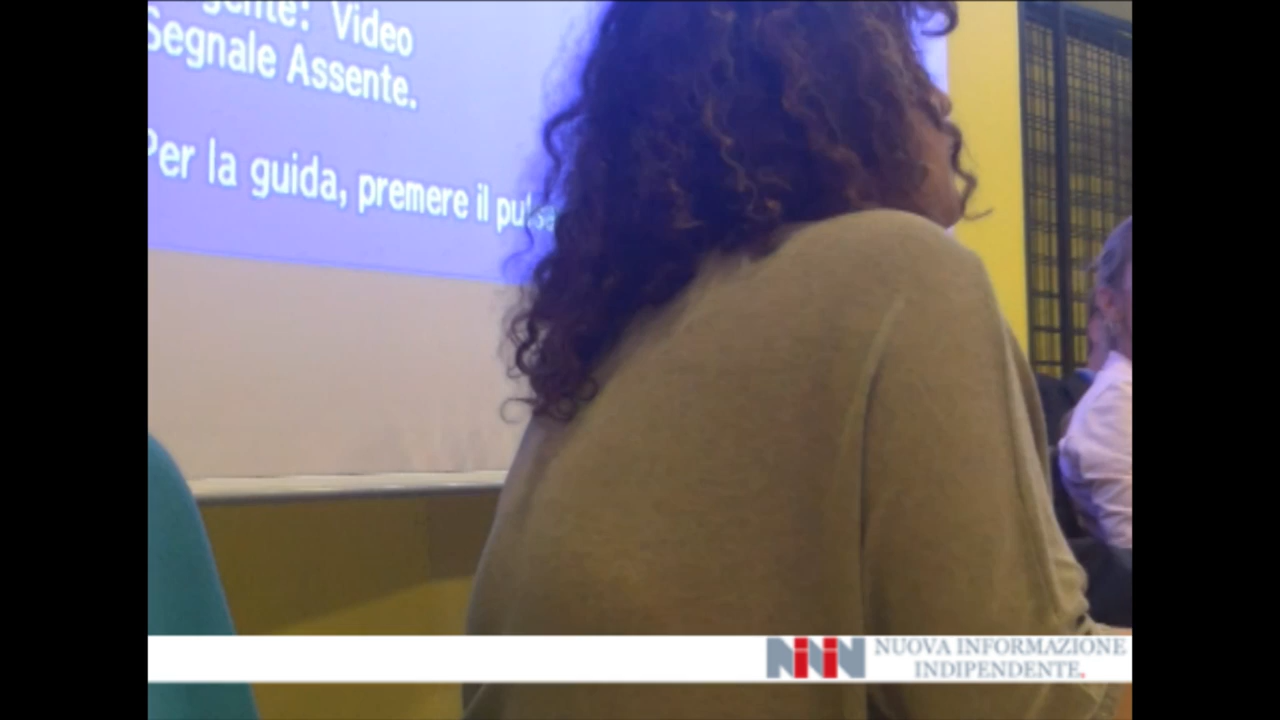 Video
Segnale Assente.
Per la guida, premere il
NUOVA INFORMAZIONE
INDIPENDENTE.